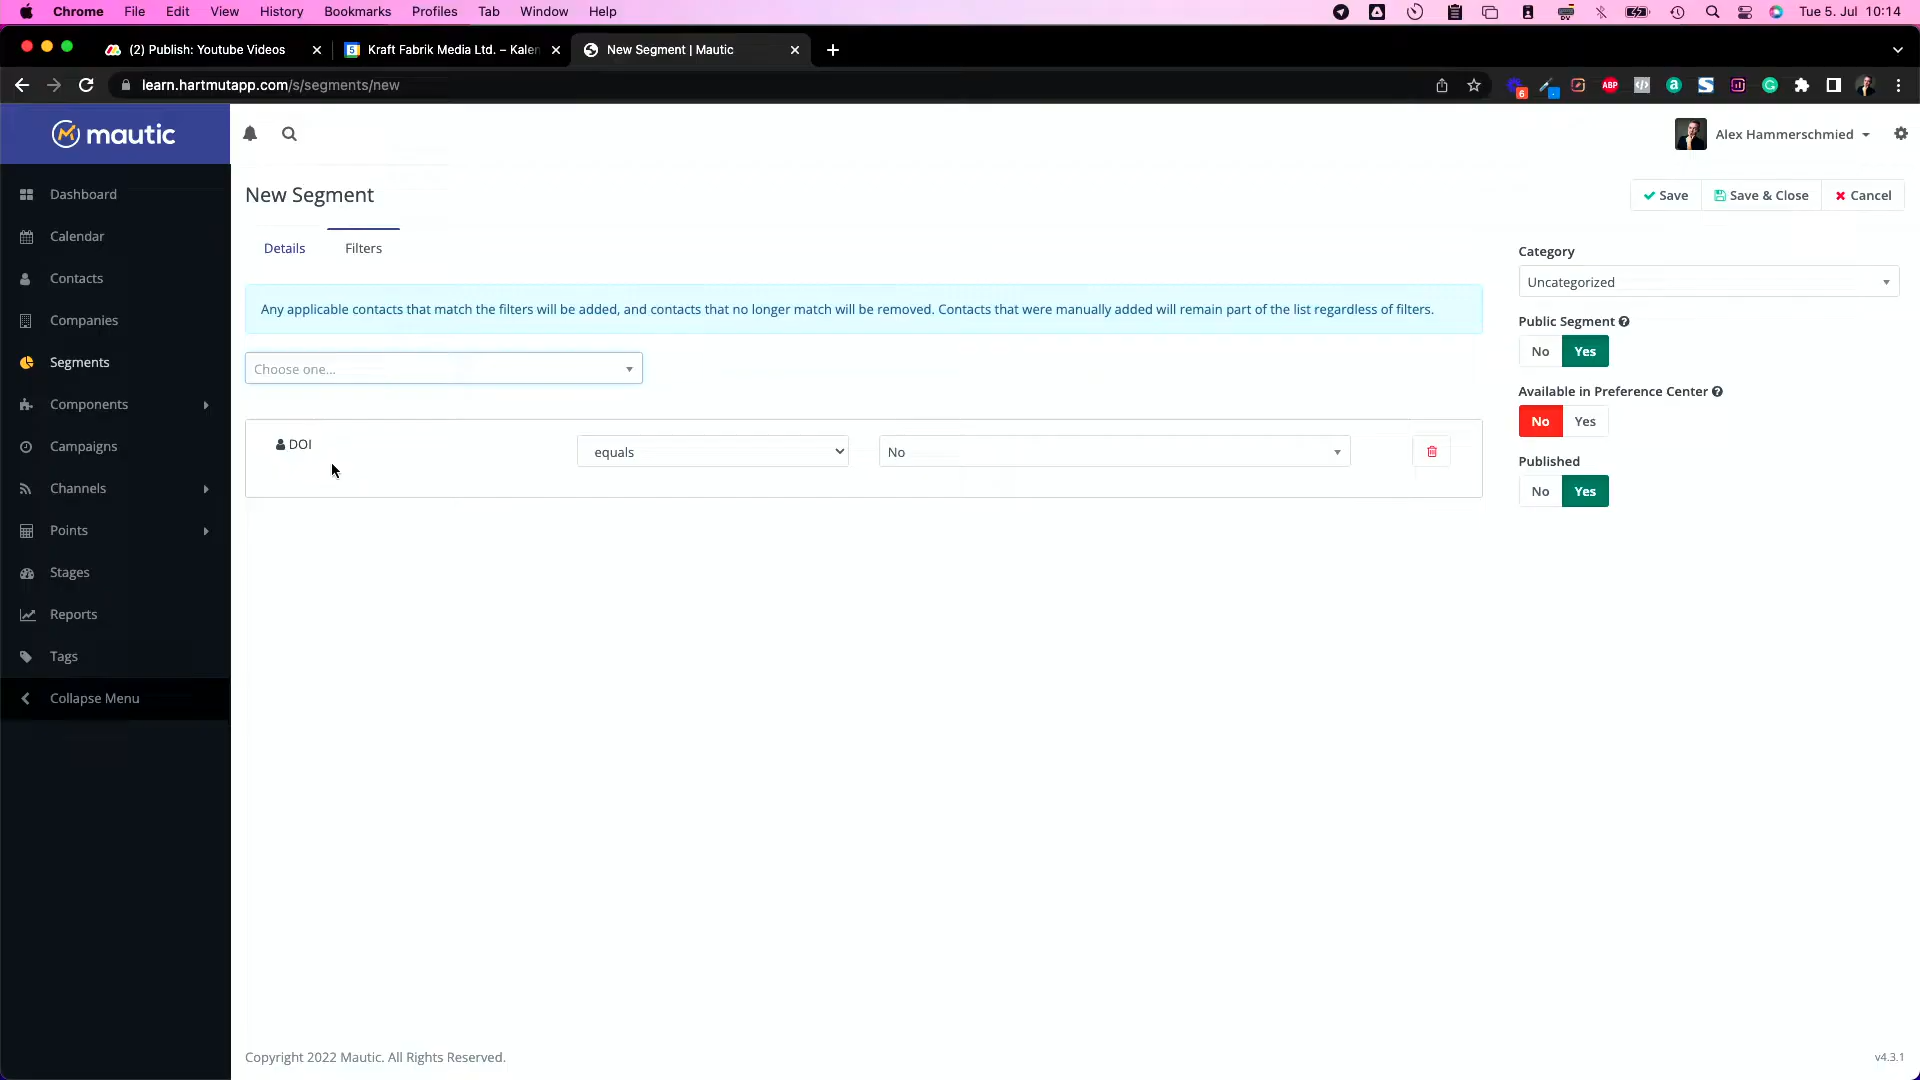 Chrome File Edit View History Bookmarks Profiles Tab Window Help Tue 5. Jul 10:14
(2) Publish: Youtube Videos Kraft Fabrik Media Ltd. – Kalen New Segment | Mautic
learn.hartmutapp.com/s/segments/new
mautic
Alex Hammerschmied
Dashboard
Calendar
Contacts
Companies
Segments
Components
Campaigns
Channels
Points
Stages
Reports
Tags
Collapse Menu
New Segment
Save Save & Close Cancel
Details Filters
Any applicable contacts that match the filters will be added, and contacts that no longer match will be removed. Contacts that were manually added will remain part of the list regardless of filters.
Choose one...
DOI equals No
Category
Uncategorized
Public Segment
No Yes
Available in Preference Center
No Yes
Published
No Yes
Copyright 2022 Mautic. All Rights Reserved.
v4.3.1